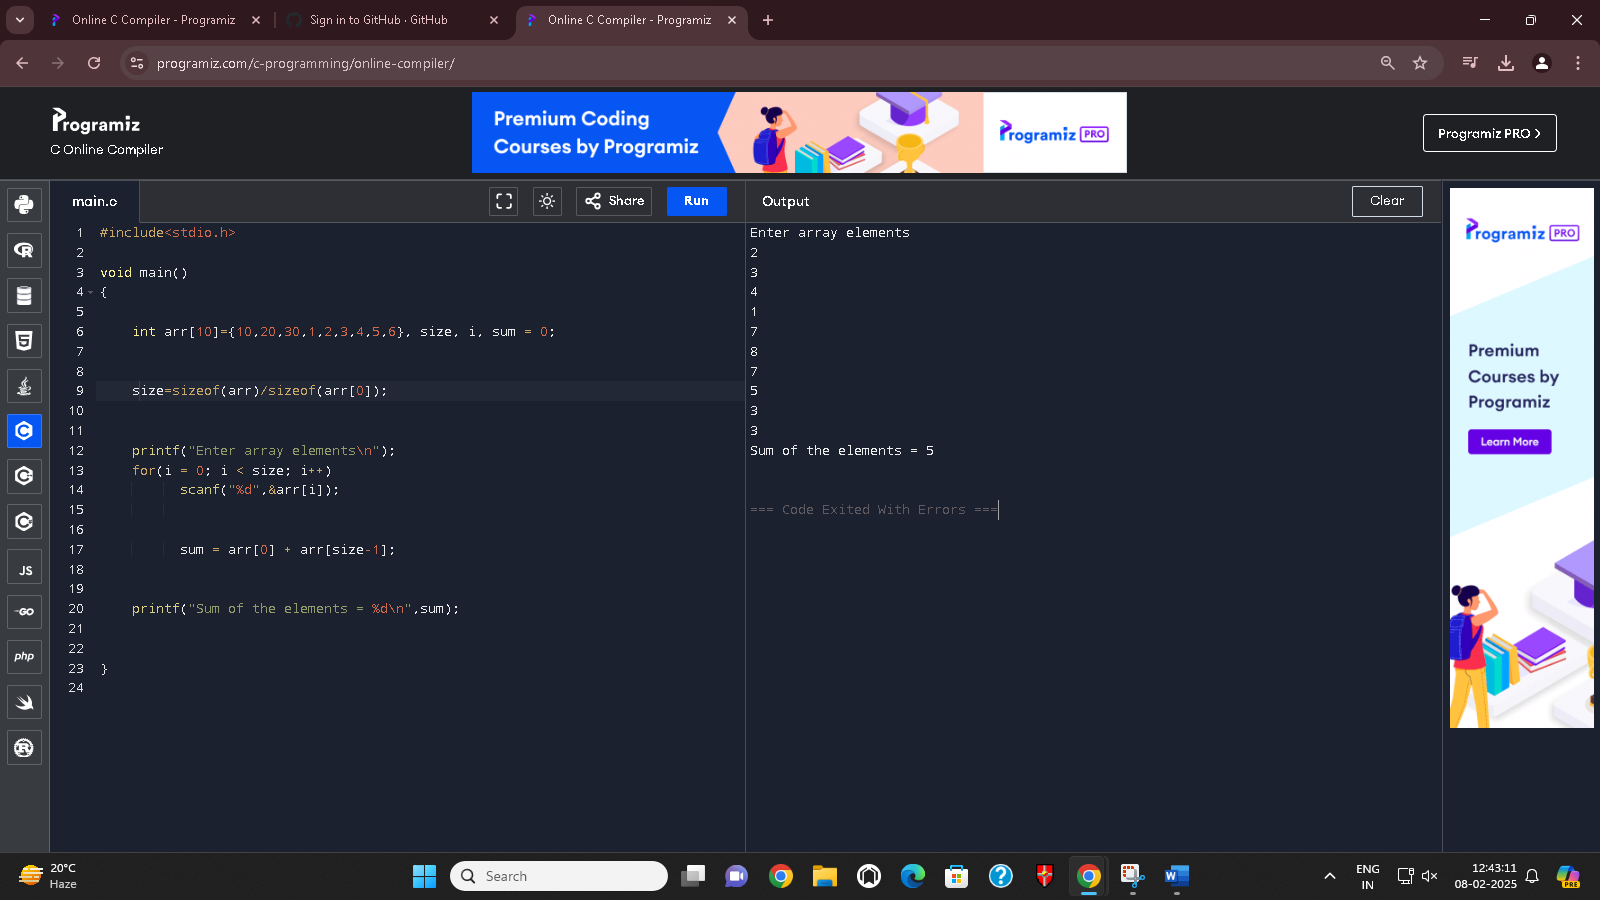 Online C Compiler - Programiz
Sign in to GitHub · GitHub
Online C Compiler - Programiz
programiz.com/c-programming/online-compiler/
Programiz
C Online Compiler
Premium Coding
Courses by Programiz
Programiz PRO
Programiz PRO
main.c
Share
Run
Output
Clear
1 #include<stdio.h>
2
3 void main()
4 {
5
6 int arr[10]={10,20,30,1,2,3,4,5,6}, size, i, sum = 0;
7
8
9 size=sizeof(arr)/sizeof(arr[0]);
10
11
12 printf("Enter array elements\n");
13 for(i = 0; i < size; i++)
14 scanf("%d",&arr[i]);
15
16
17 sum = arr[0] + arr[size-1];
18
19
20 printf("Sum of the elements = %d\n",sum);
21
22
23 }
24
Enter array elements
2
3
4
1
7
8
7
5
3
3
Sum of the elements = 5
=== Code Exited With Errors ===
Programiz PRO
Premium
Courses by
Programiz
Learn More
JS
GO
php
20°C
Haze
Search
ENG
IN
12:43:11
08-02-2025
PRE